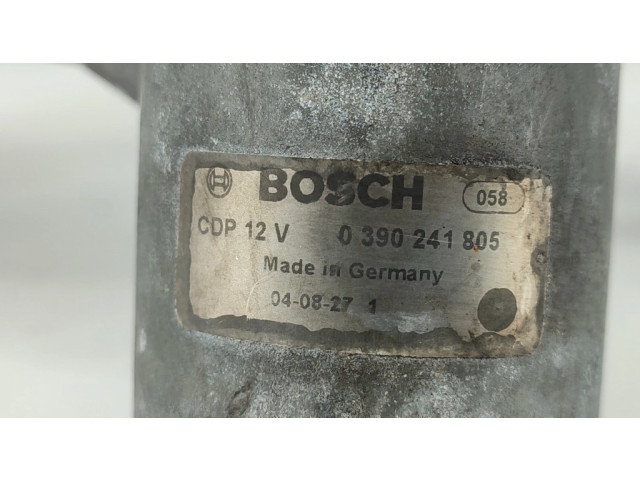 BOSCH 058
CDP 12 V 0 390 241 805
Made in Germany
04-08-27 1